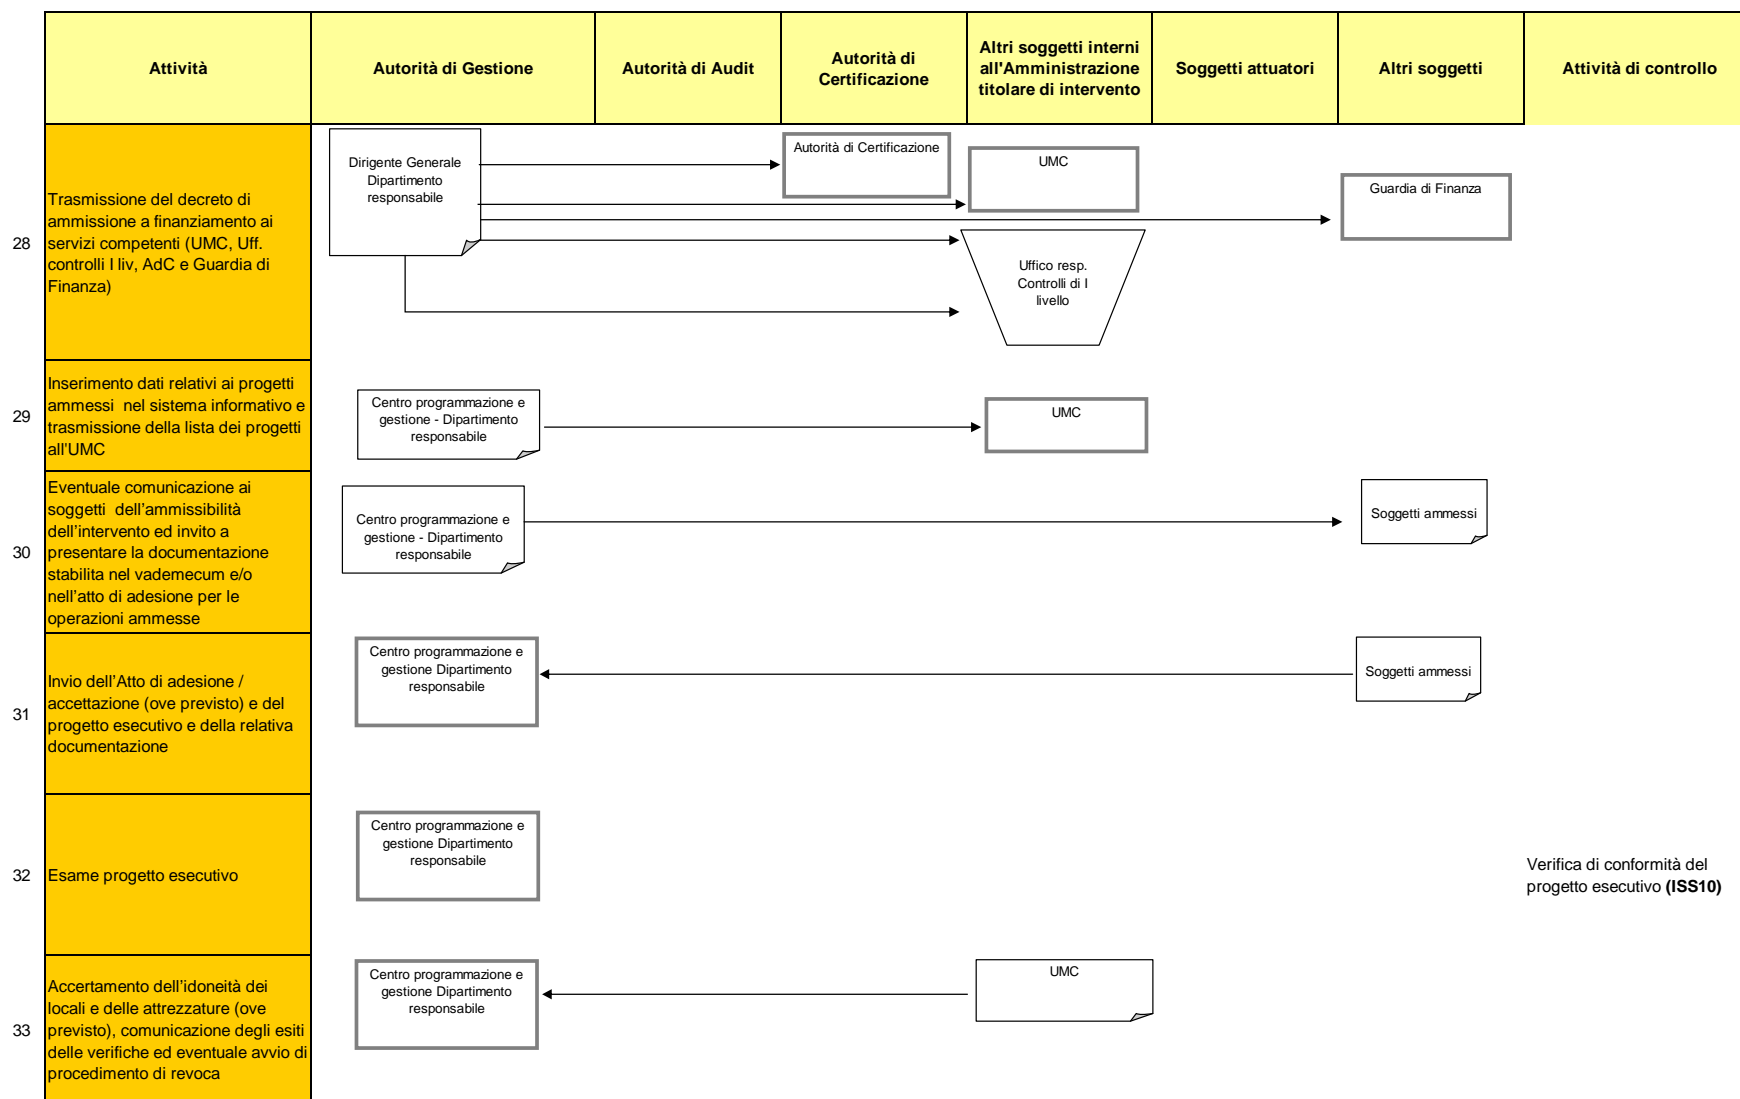 Attività
Autorità di Gestione
Autorità di Audit
Autorità di
Certificazione
Altri soggetti interni
all'Amministrazione
titolare di intervento
Soggetti attuatori
Altri soggetti
Attività di controllo
28
Trasmissione del decreto di
ammissione a finanziamento ai
servizi competenti (UMC, Uff.
controlli I liv, AdC e Guardia di
Finanza)
Dirigente Generale
Dipartimento
responsabile
Autorità di Certificazione
UMC
Guardia di Finanza
Uffico resp.
Controlli di I
livello
29
Inserimento dati relativi ai progetti
ammessi nel sistema informativo e
trasmissione della lista dei progetti
all'UMC
Centro programmazione e
gestione - Dipartimento
responsabile
UMC
30
Eventuale comunicazione ai
soggetti dell'ammissibilità
dell'intervento ed invito a
presentare la documentazione
stabilita nel vademecum e/o
nell'atto di adesione per le
operazioni ammesse
Centro programmazione e
gestione - Dipartimento
responsabile
Soggetti ammessi
31
Invio dell'Atto di adesione /
accettazione (ove previsto) e del
progetto esecutivo e della relativa
documentazione
Centro programmazione e
gestione Dipartimento
responsabile
Soggetti ammessi
32
Esame progetto esecutivo
Centro programmazione e
gestione Dipartimento
responsabile
Verifica di conformità del
progetto esecutivo (ISS10)
33
Accertamento dell'idoneità dei
locali e delle attrezzature (ove
previsto), comunicazione degli esiti
delle verifiche ed eventuale avvio di
procedimento di revoca
Centro programmazione e
gestione Dipartimento
responsabile
UMC